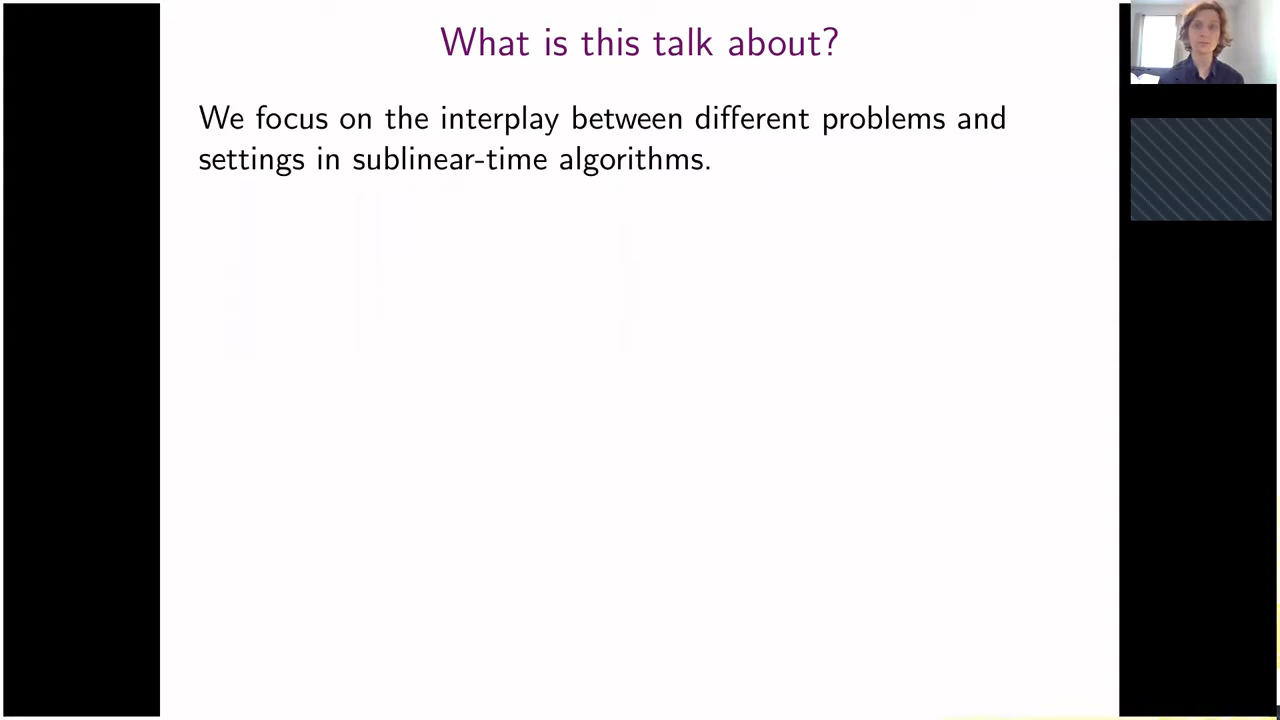 What is this talk about?
We focus on the interplay between different problems and
settings in sublinear-time algorithms.